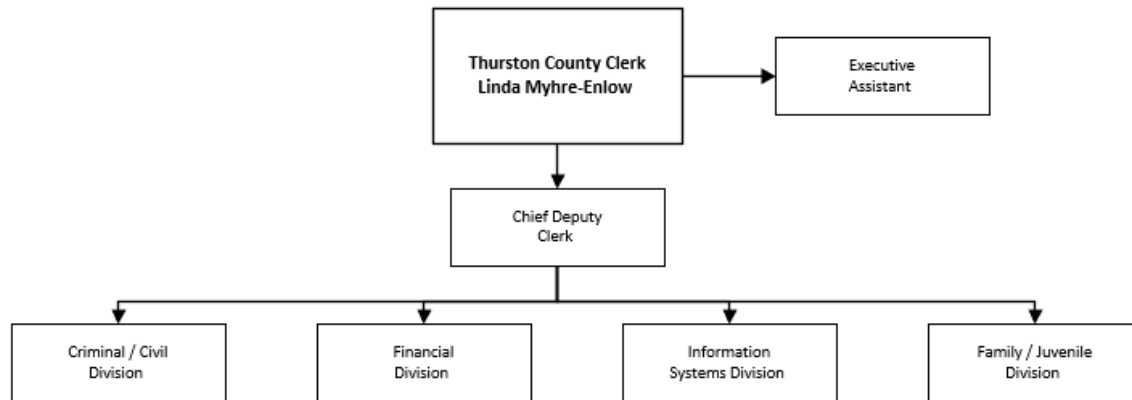 Thurston County Clerk
Linda Myhre-Enlow
Executive
Assistant
Chief Deputy
Clerk
Criminal / Civil
Division
Financial
Division
Information
Systems Division
Family / Juvenile
Division